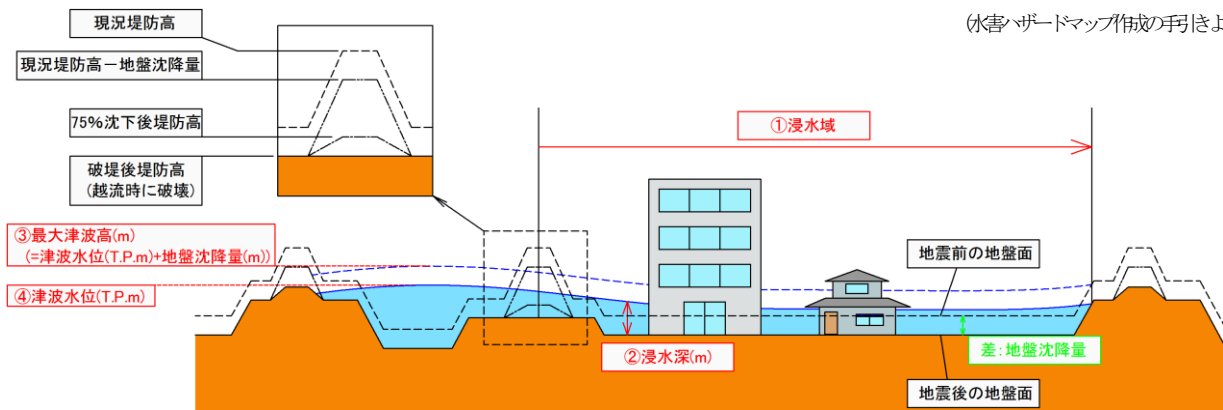 (水害ハザードマップ作成の手引きよ
現況堤防高
現況堤防高－地盤沈降量
75%沈下後堤防高
破堤後堤防高
(越流時に破壊)
①浸水域
③最大津波高(m)
(=津波水位(T.P.m)+地盤沈降量(m))
④津波水位(T.P.m)
地震前の地盤面
②浸水深(m)
差:地盤沈降量
地震後の地盤面